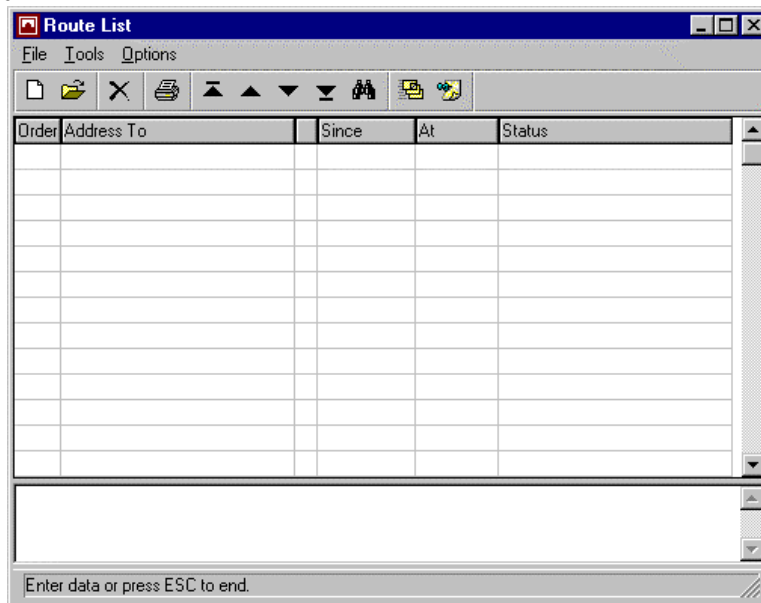 Route List
File Tools Options
Order Address To Since At Status
Enter data or press ESC to end.